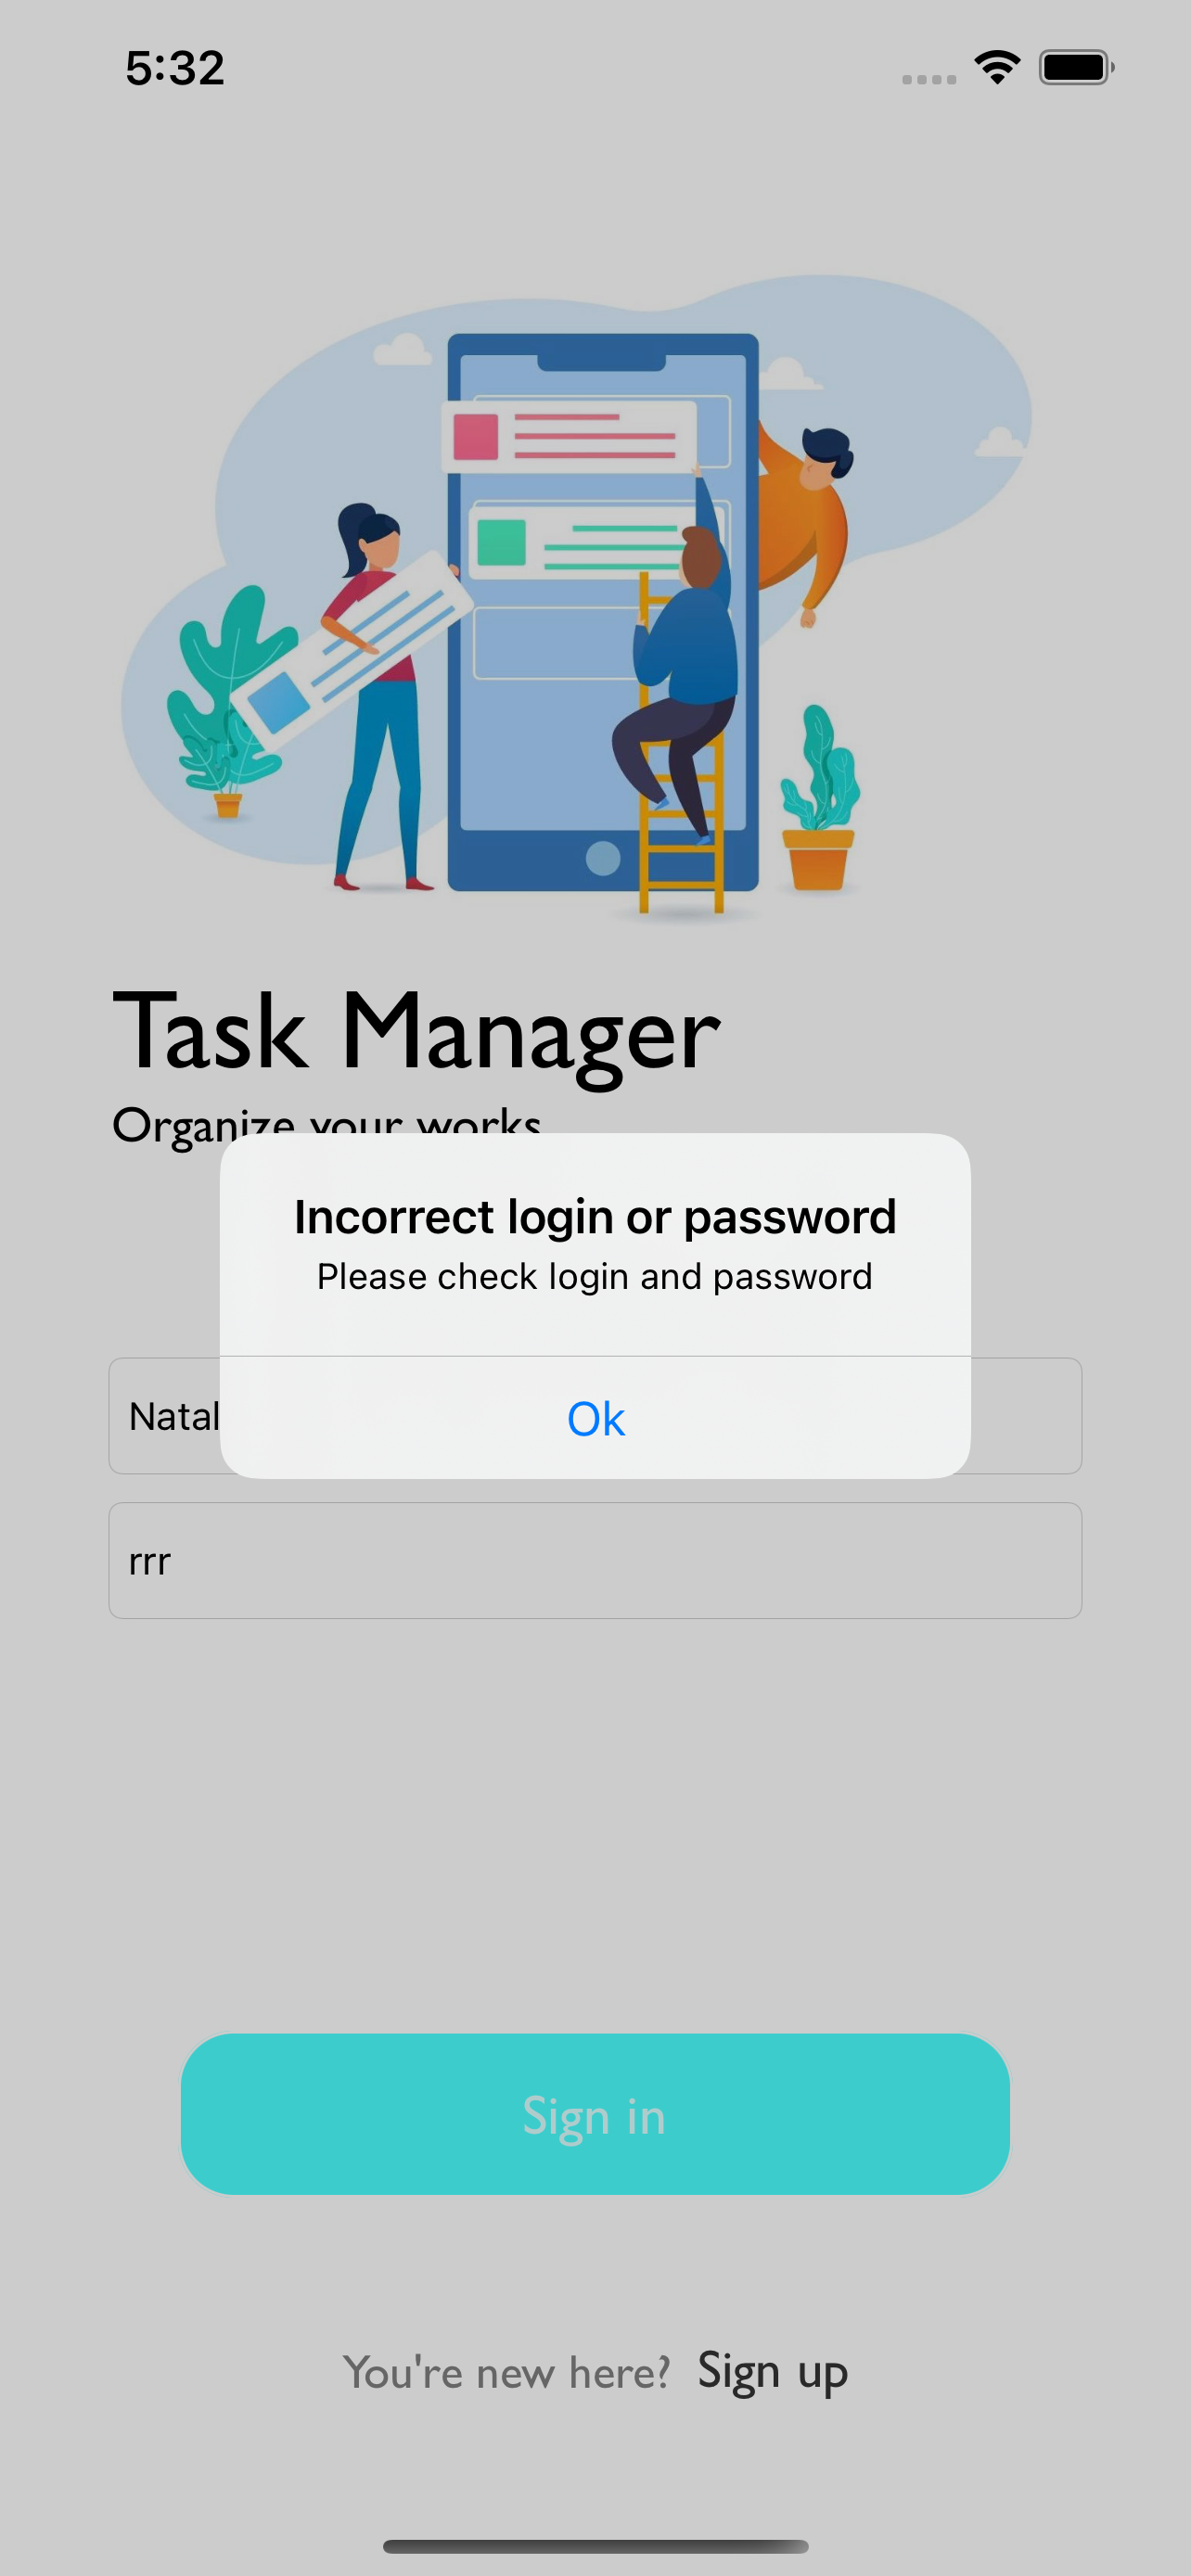 5:32
Task Manager
Organize your works
Incorrect login or password
Please check login and password
Ok
Natal
rrr
Sign in
You're new here? Sign up